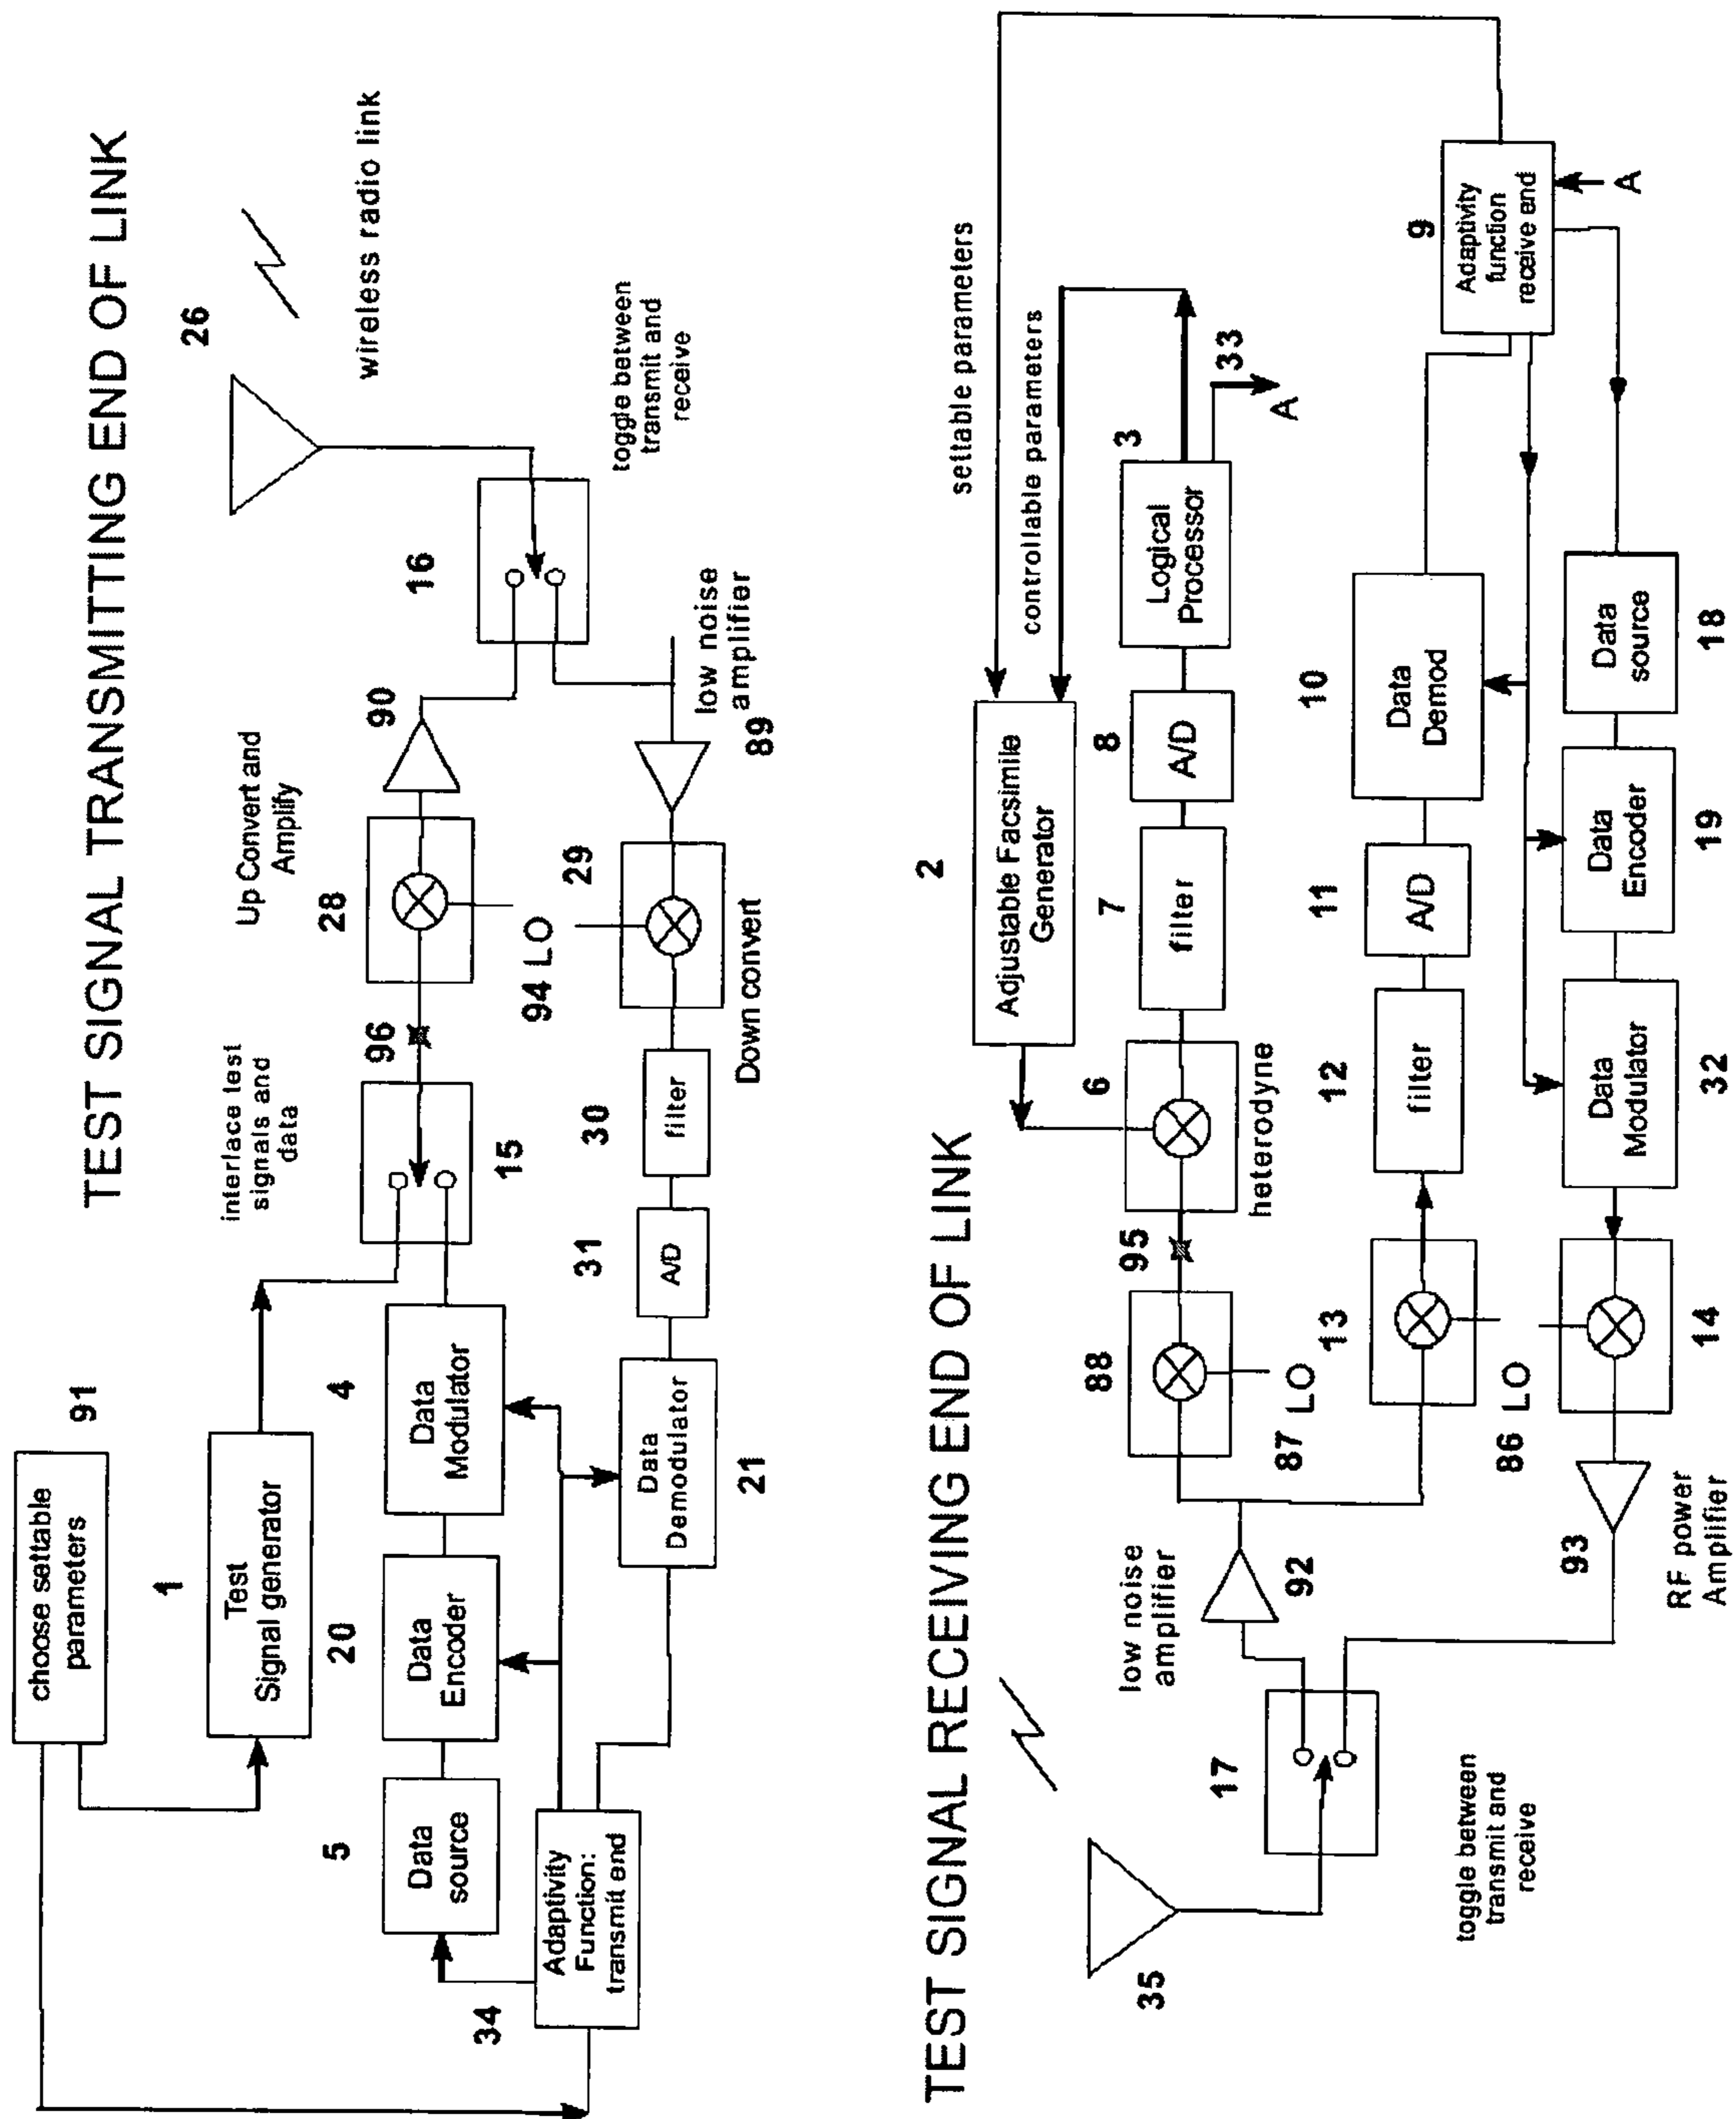 TEST SIGNAL TRANSMITTING END OF LINK
choose settable
parameters
91
1
Test
Signal generator
interface test
signals and
data
15
96
Up Convert and
Amplify
28
90
26
wireless radio link
16
toggle between
transmit and
receive
5
Data
source
20
Data
Encoder
4
Data
Modulator
94 LO
34
Adaptivity
Function:
transmit end
Data
Demodulator
21
31
A/D
30
filter
29
Down convert
low noise
amplifier
89
TEST SIGNAL RECEIVING END OF LINK
35
17
toggle between
transmit and
receive
low noise
amplifier
92
88
87 LO
95
6
heterodyne
2
Adjustable Facsimile
Generator
settable parameters
controllable parameters
7
filter
8
A/D
3
Logical
Processor
33
A
13
12
filter
11
A/D
10
Data
Demod
9
Adaptivity
function
receive end
A
86 LO
93
RF power
Amplifier
14
Data
Modulator
32
Data
Encoder
19
Data
source
18